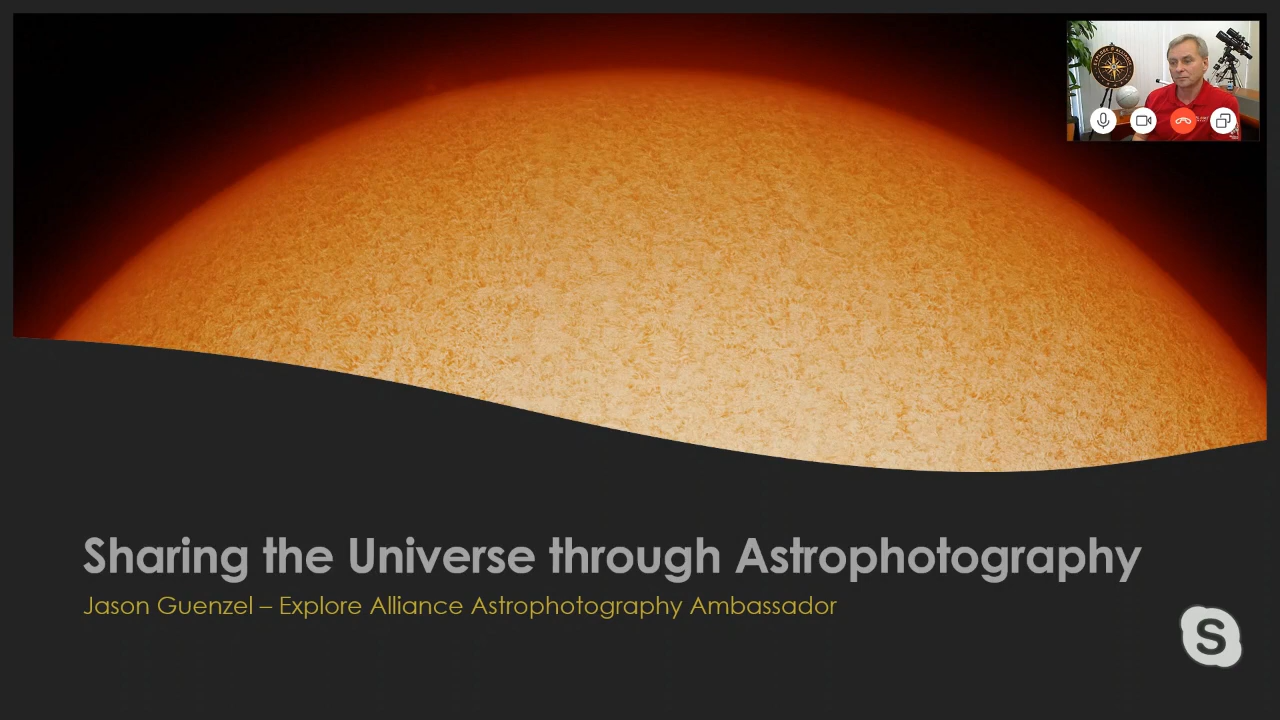 Sharing the Universe through Astrophotography
Jason Guenzel – Explore Alliance Astrophotography Ambassador
S